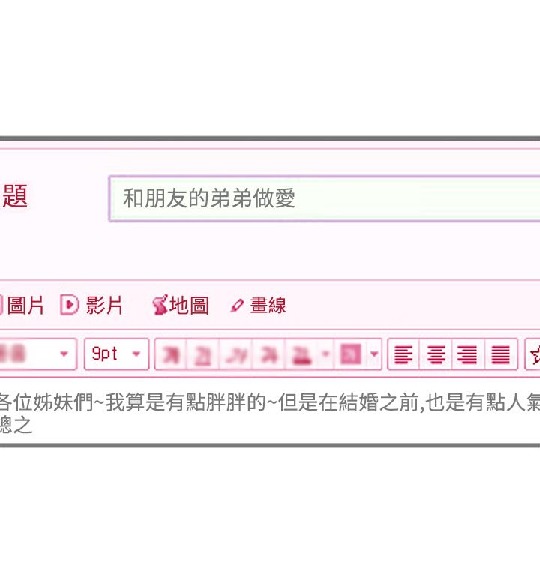 題
和朋友的弟弟做愛
圖片 影片 地圖 畫線
9pt
各位姊妹們~我算是有點胖胖的~但是在結婚之前,也是有點人氣
總之